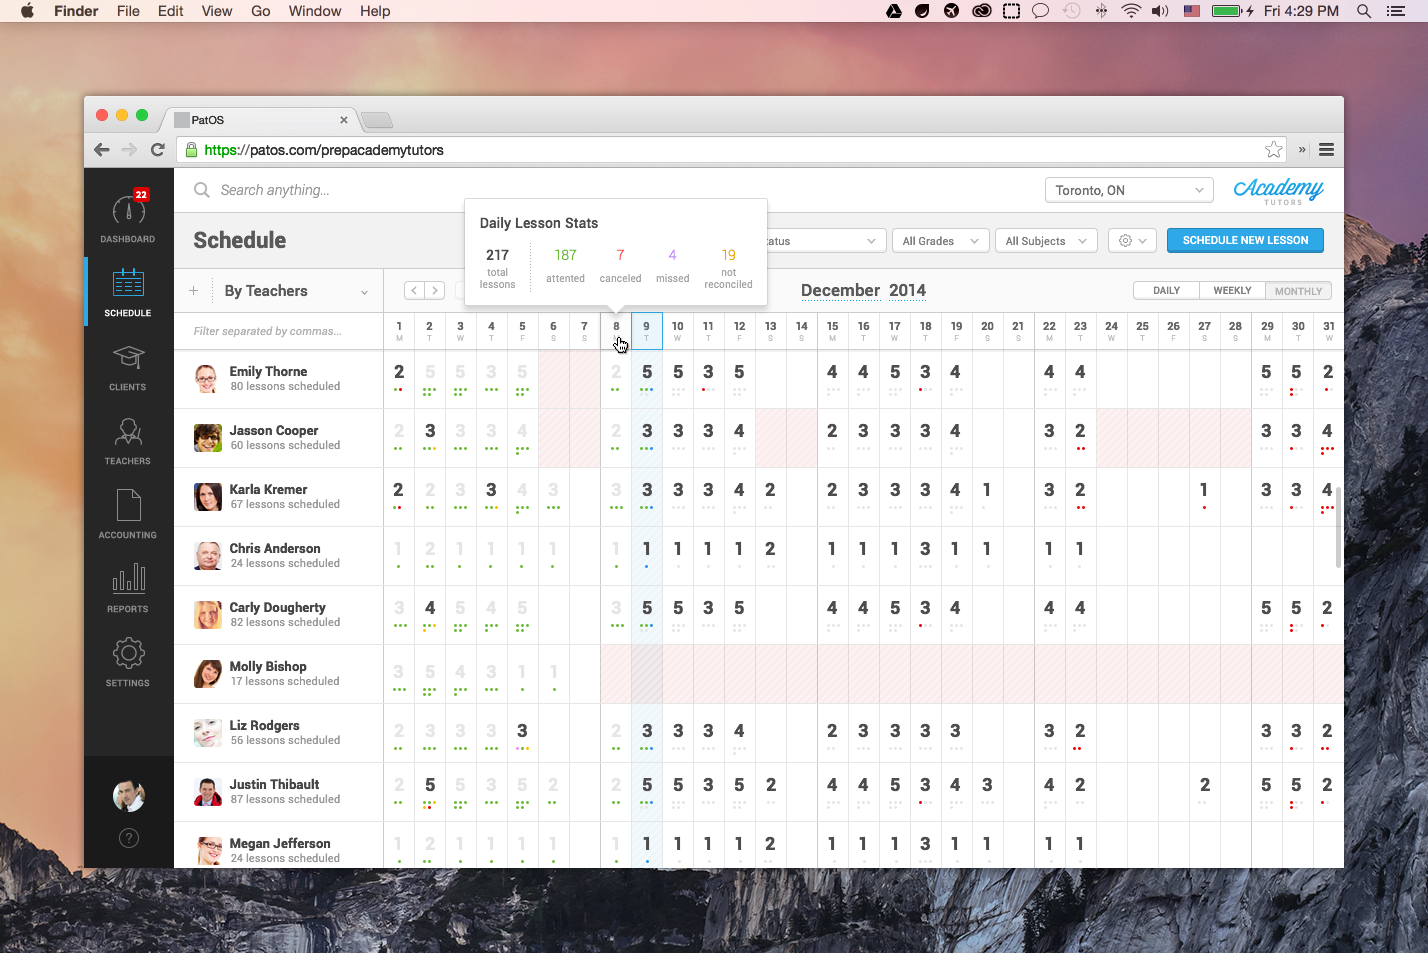 Finder File Edit View Go Window Help Fri 4:29 PM
PatOS
https://patos.com/prepacademytutors
22
DASHBOARD
SCHEDULE
CLIENTS
TEACHERS
ACCOUNTING
REPORTS
SETTINGS
?
Search anything...
Toronto, ON
Academy
TUTORS
Schedule
Daily Lesson Stats
217 187 7 4 19
total lessons attented canceled missed not reconciled
All Grades
All Subjects
SCHEDULE NEW LESSON
+ By Teachers
December 2014
DAILY WEEKLY MONTHLY
Filter separated by commas...
1 2 3 4 5 6 7 8 9 10 11 12 13 14 15 16 17 18 19 20 21 22 23 24 25 26 27 28 29 30 31
M T W T F S S T W T F S S M T W T F S S M T W T F S S M T W
Emily Thorne
80 lessons scheduled
2 5 5 3 5 2 5 5 3 5 4 4 5 3 4 4 4 5 5 2
Jasson Cooper
60 lessons scheduled
2 3 3 3 4 2 3 3 3 4 2 3 3 3 4 3 2 3 3 4
Karla Kremer
67 lessons scheduled
2 2 3 3 4 3 3 3 3 3 4 2 2 3 3 3 4 1 3 2 1 3 3 4
Chris Anderson
24 lessons scheduled
1 2 1 1 1 1 1 1 1 1 1 2 1 1 1 3 1 1 1 1
Carly Dougherty
82 lessons scheduled
3 4 5 4 5 3 5 5 3 5 4 4 5 3 4 4 4 5 5 2
Molly Bishop
17 lessons scheduled
3 5 4 3 1 1
Liz Rodgers
56 lessons scheduled
2 3 3 3 3 2 3 3 3 4 2 3 3 3 3 3 2 3 3 2
Justin Thibault
87 lessons scheduled
2 5 5 3 5 2 2 5 5 3 5 2 4 4 5 3 4 3 4 2 2 5 5 2
Megan Jefferson
24 lessons scheduled
1 2 1 1 1 1 1 1 1 1 1 2 1 1 1 3 1 1 1 1